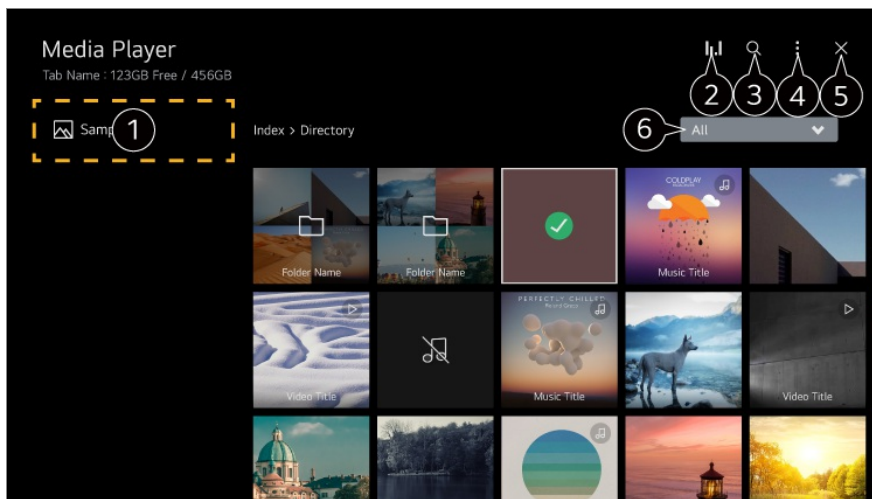 Media Player
Tab Name : 123GB Free / 456GB
2 3 4 5
1
Index > Directory
6
All
Folder Name
Folder Name
COLDPLAY
Music Title
Video Title
PERFECTLY CHILLED
Music Title
Video Title